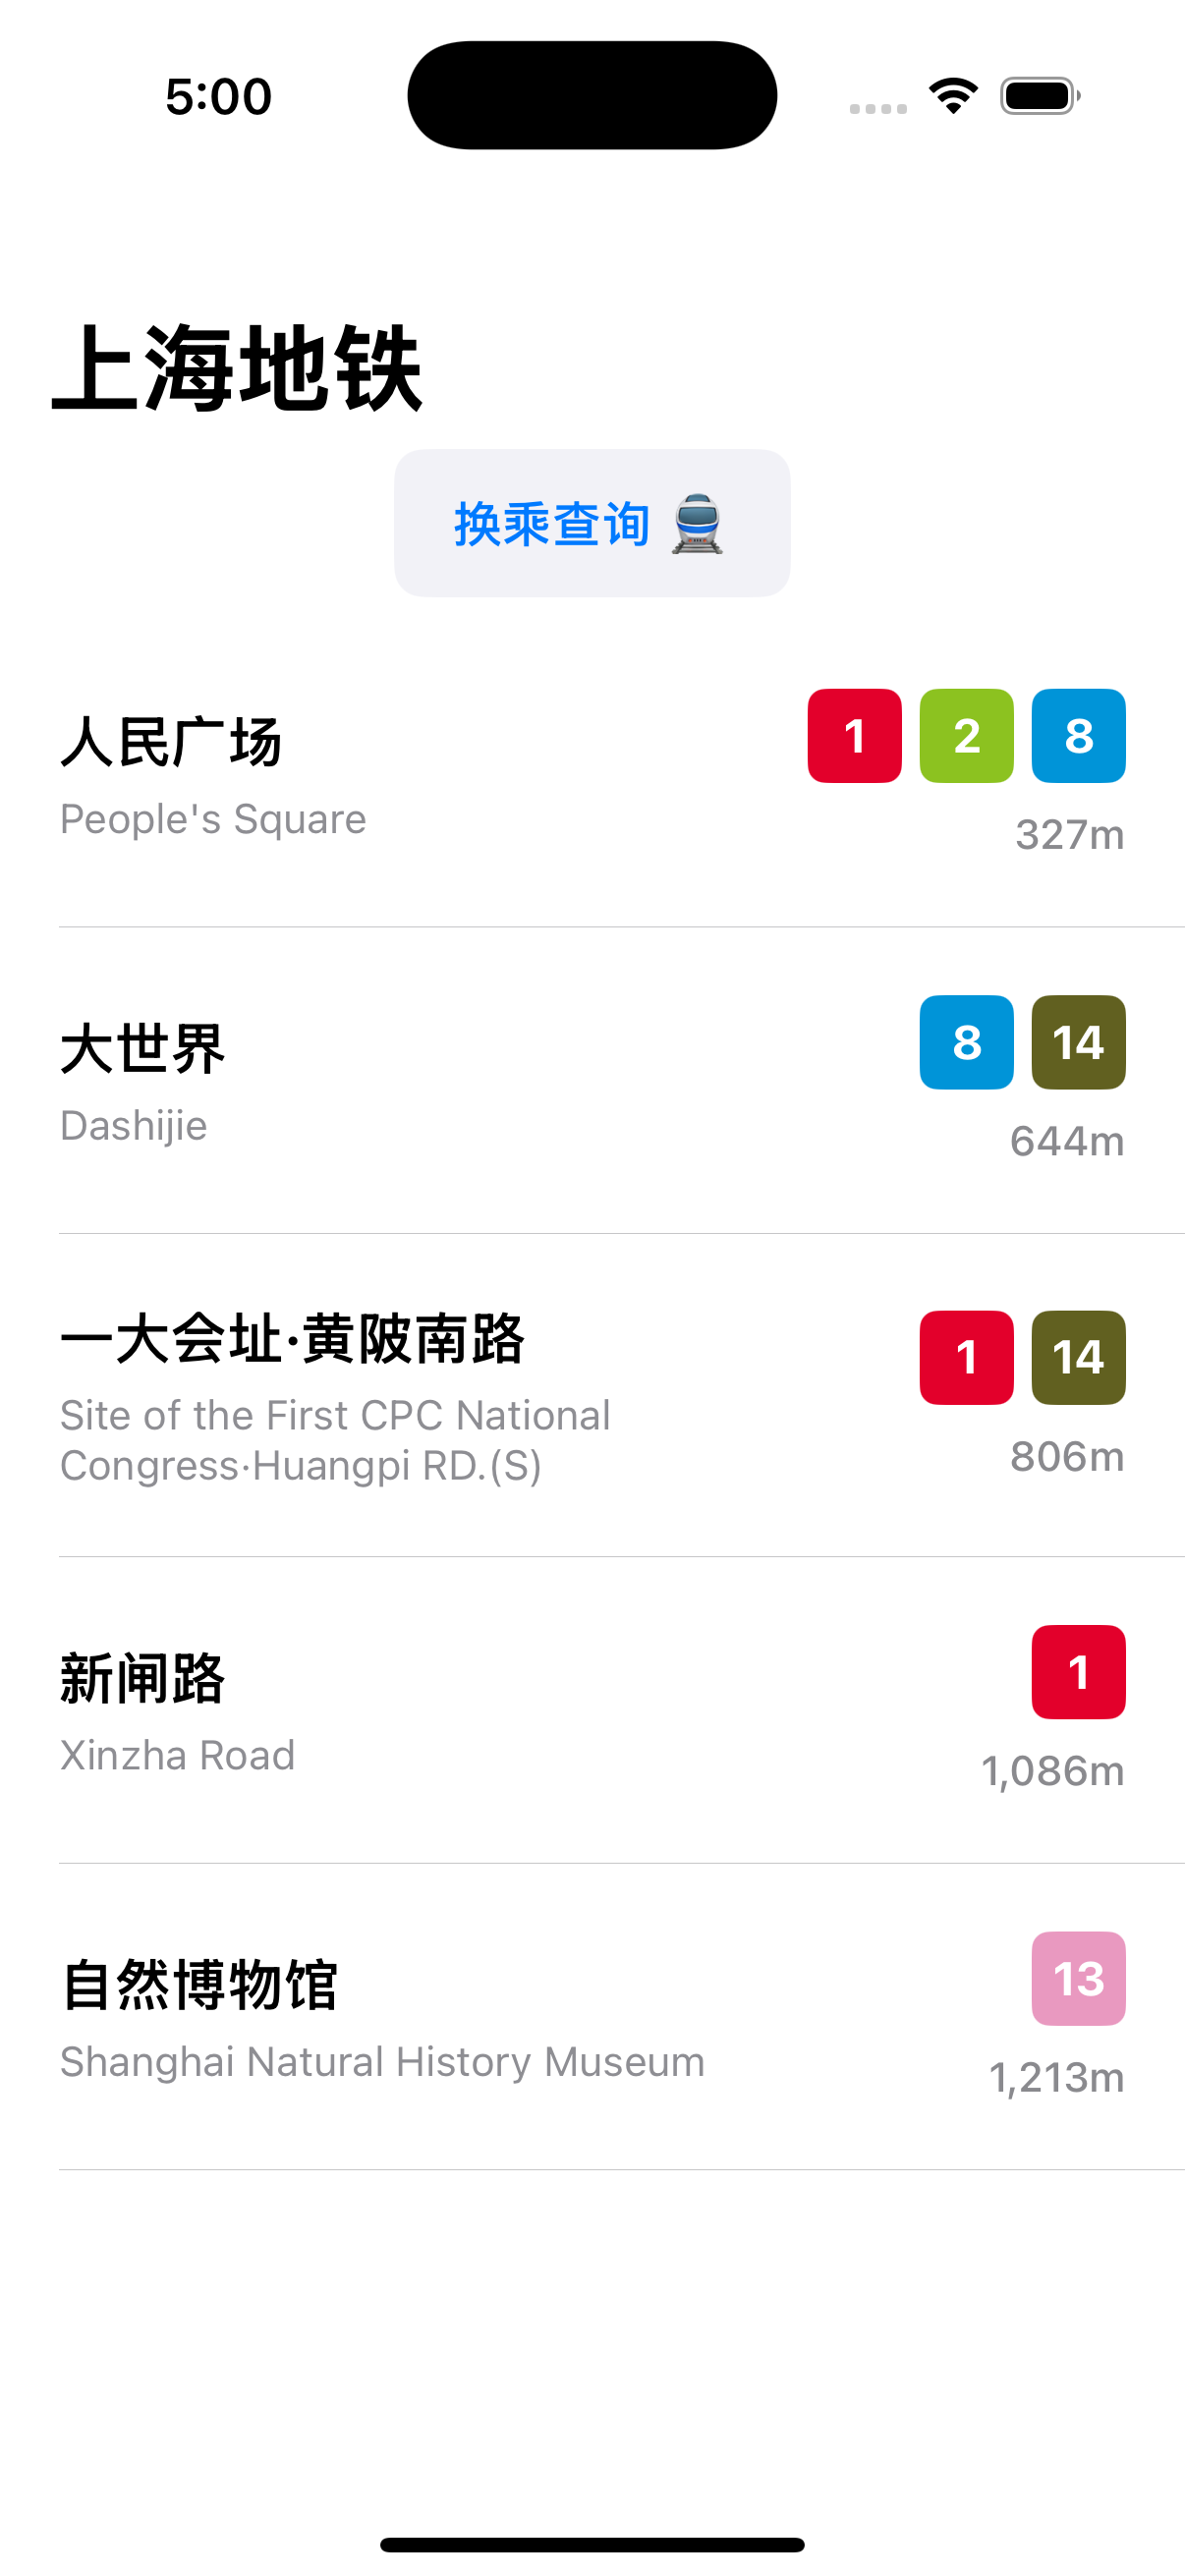 5:00
上海地铁
换乘查询 🚆
人民广场
1 2 8
People's Square
327m
大世界
8 14
Dashijie
644m
一大会址·黄陂南路
1 14
Site of the First CPC National
Congress·Huangpi RD.(S)
806m
新闸路
1
Xinzha Road
1,086m
自然博物馆
13
Shanghai Natural History Museum
1,213m